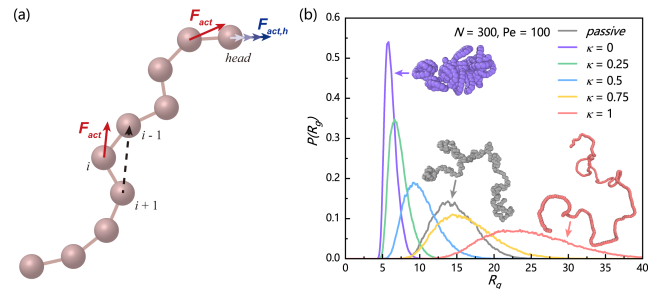 (a)
F_act
F_act,h
head
F_act
i - 1
i
i + 1
(b)
N = 300, Pe = 100
passive
κ = 0
κ = 0.25
κ = 0.5
κ = 0.75
κ = 1
P(R_g)
0.6
0.5
0.4
0.3
0.2
0.1
0.0
0 5 10 15 20 25 30 35 40
R_g